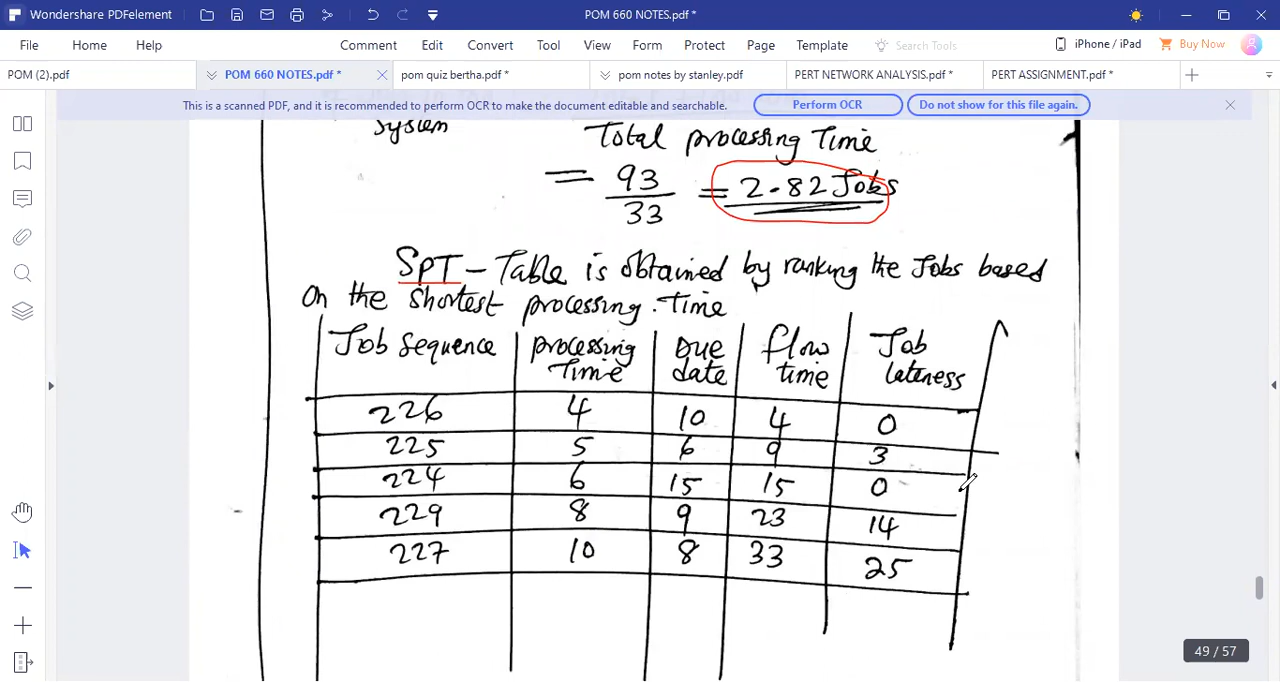 Wondershare PDFelement
POM 660 NOTES.pdf *
File Home Help Comment Edit Convert Tool View Form Protect Page Template Search Tools iPhone / iPad Buy Now
POM (2).pdf POM 660 NOTES.pdf * pom quiz bertha.pdf * pom notes by stanley.pdf PERT NETWORK ANALYSIS.pdf * PERT ASSIGNMENT.pdf *
This is a scanned PDF, and it is recommended to perform OCR to make the document editable and searchable. Perform OCR Do not show for this file again.
System Total processing Time
= 93/33 = 2.82 Jobs
SPT - Table is obtained by ranking the Jobs based
on the shortest processing. Time
Job Sequence processing Time Due date flow time Job lateness
226 4 10 4 0
225 5 6 9 3
224 6 15 15 0
229 8 9 23 14
227 10 8 33 25
49 / 57